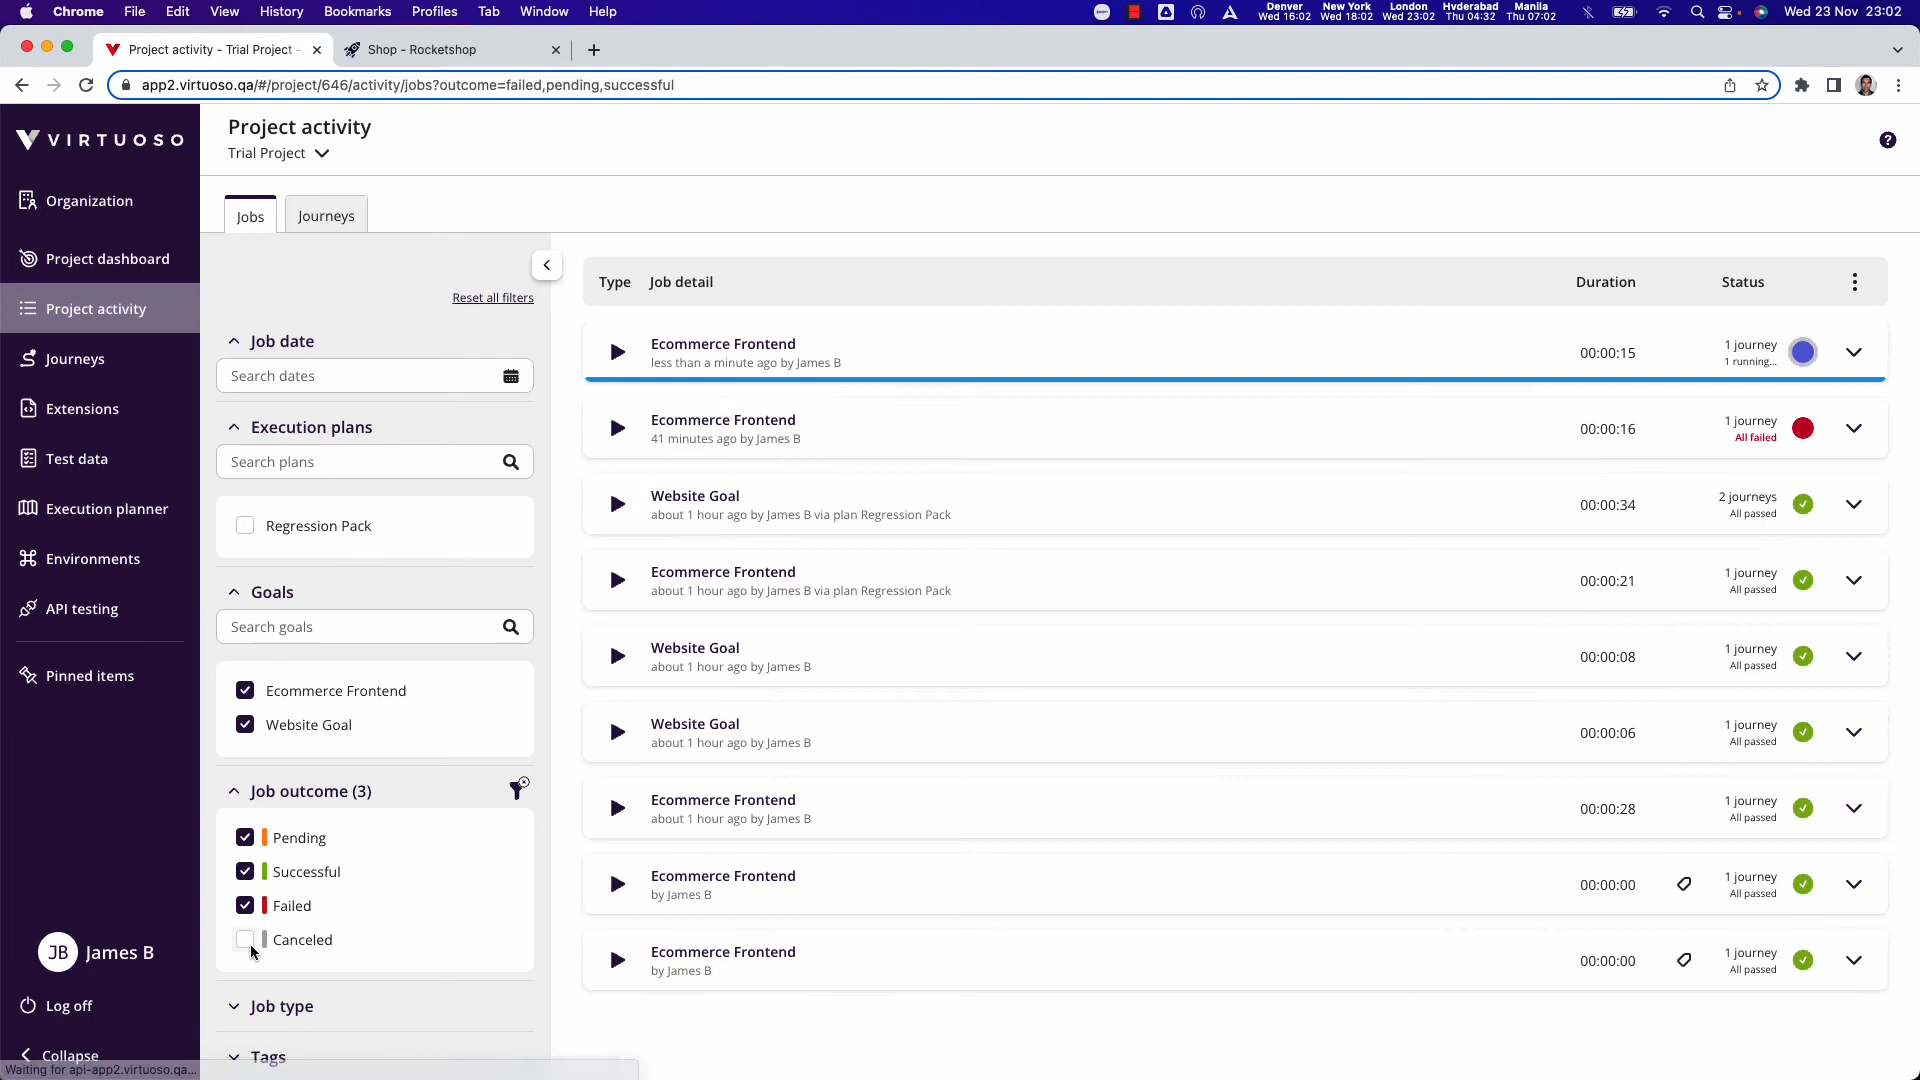 Chrome File Edit View History Bookmarks Profiles Tab Window Help
Denver Wed 16:02 New York Wed 18:02 London Wed 23:02 Hyderabad Thu 04:32 Manila Thu 07:02
Wed 23 Nov 23:02
Project activity - Trial Project -
Shop - Rocketshop
app2.virtuoso.qa/#/project/646/activity/jobs?outcome=failed,pending,successful
VIRTUOSO
Organization
Project dashboard
Project activity
Journeys
Extensions
Test data
Execution planner
Environments
API testing
Pinned items
JB James B
Log off
Collapse
Waiting for api-app2.virtuoso.qa...
Project activity
Trial Project
Jobs Journeys
Reset all filters
Job date
Search dates
Execution plans
Search plans
Regression Pack
Goals
Search goals
Ecommerce Frontend
Website Goal
Job outcome (3)
Pending
Successful
Failed
Canceled
Job type
Tags
Type Job detail Duration Status
Ecommerce Frontend
less than a minute ago by James B
00:00:15
1 journey
1 running...
Ecommerce Frontend
41 minutes ago by James B
00:00:16
1 journey
All failed
Website Goal
about 1 hour ago by James B via plan Regression Pack
00:00:34
2 journeys
All passed
Ecommerce Frontend
about 1 hour ago by James B via plan Regression Pack
00:00:21
1 journey
All passed
Website Goal
about 1 hour ago by James B
00:00:08
1 journey
All passed
Website Goal
about 1 hour ago by James B
00:00:06
1 journey
All passed
Ecommerce Frontend
about 1 hour ago by James B
00:00:28
1 journey
All passed
Ecommerce Frontend
by James B
00:00:00
1 journey
All passed
Ecommerce Frontend
by James B
00:00:00
1 journey
All passed